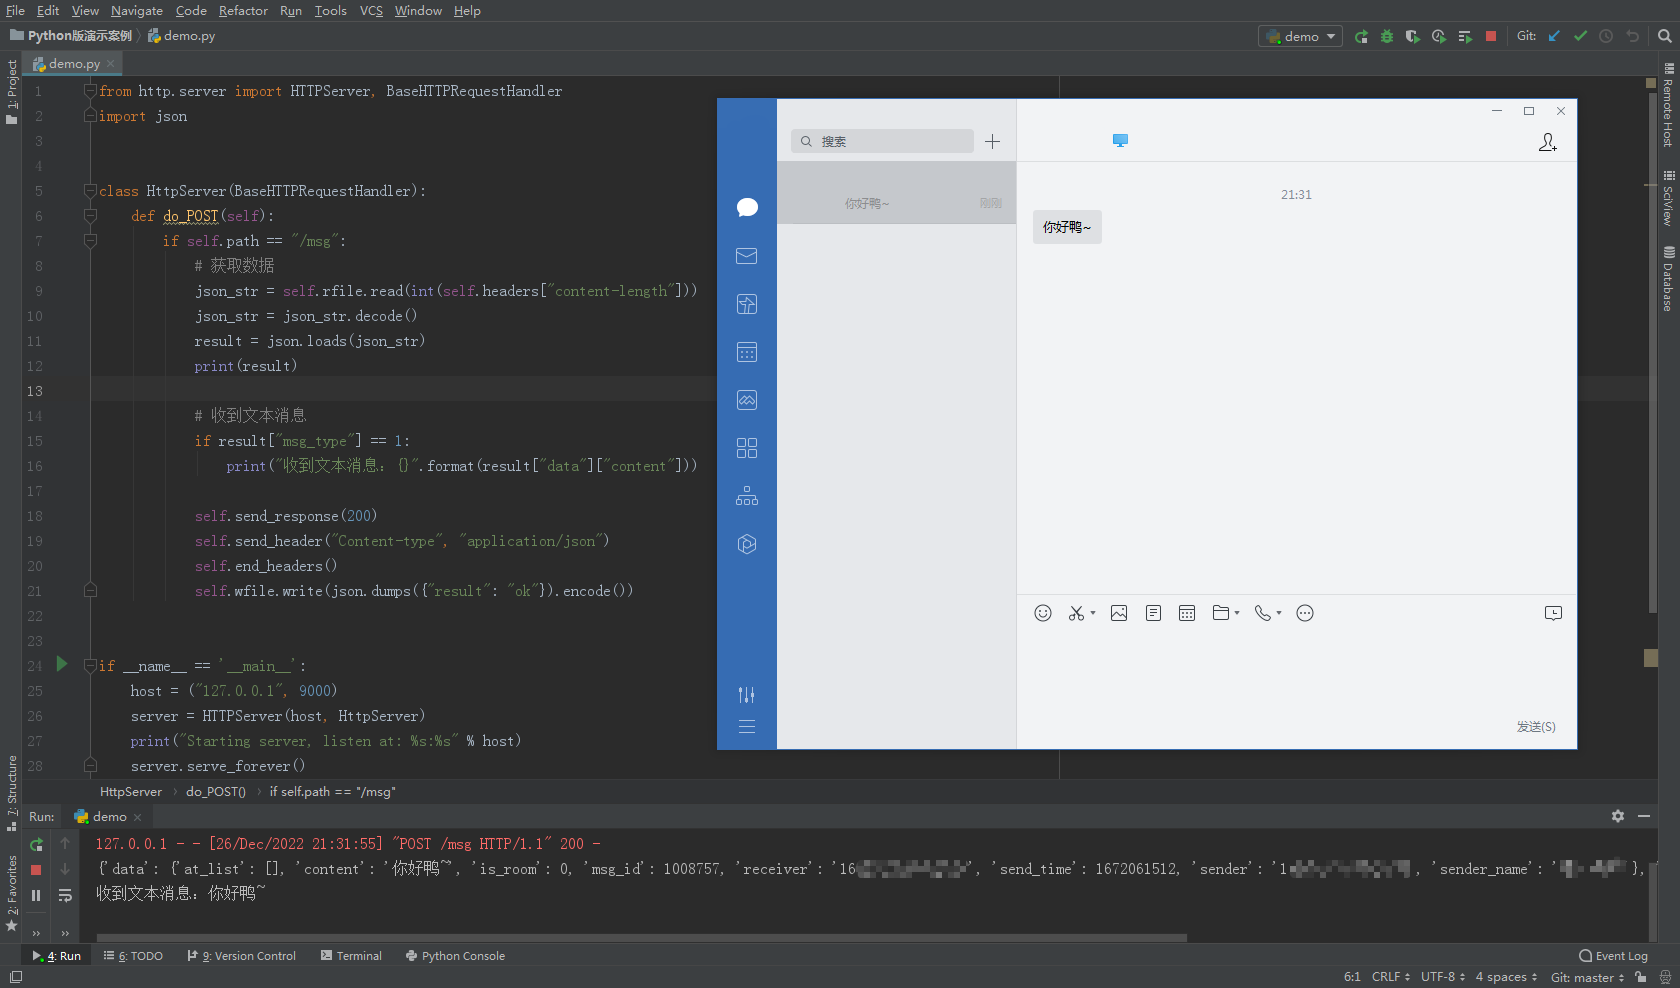 File Edit View Navigate Code Refactor Run Tools VCS Window Help
Python版演示案例 demo.py
demo Git:
demo.py
1: Project
7: Structure
2: Favorites
Remote Host
SciView
Database
1 from http.server import HTTPServer, BaseHTTPRequestHandler
2 import json
3
4
5 class HttpServer(BaseHTTPRequestHandler):
6 def do_POST(self):
7 if self.path == "/msg":
8 # 获取数据
9 json_str = self.rfile.read(int(self.headers["content-length"]))
10 json_str = json_str.decode()
11 result = json.loads(json_str)
12 print(result)
13
14 # 收到文本消息
15 if result["msg_type"] == 1:
16 print("收到文本消息: {}".format(result["data"]["content"]))
17
18 self.send_response(200)
19 self.send_header("Content-type", "application/json")
20 self.end_headers()
21 self.wfile.write(json.dumps({"result": "ok"}).encode())
22
23
24 if __name__ == '__main__':
25 host = ("127.0.0.1", 9000)
26 server = HTTPServer(host, HttpServer)
27 print("Starting server, listen at: %s:%s" % host)
28 server.serve_forever()
搜索
你好鸭~ 刚刚
21:31
你好鸭~
发送(S)
HttpServer do_POST() if self.path == "/msg"
Run: demo
127.0.0.1 - - [26/Dec/2022 21:31:55] "POST /msg HTTP/1.1" 200 -
{'data': {'at_list': [], 'content': '你好鸭~', 'is_room': 0, 'msg_id': 1008757, 'receiver': '16 ', 'send_time': 1672061512, 'sender': '1 , 'sender_name': ' },
收到文本消息: 你好鸭~
4: Run 6: TODO 9: Version Control Terminal Python Console Event Log
6:1 CRLF UTF-8 4 spaces Git: master